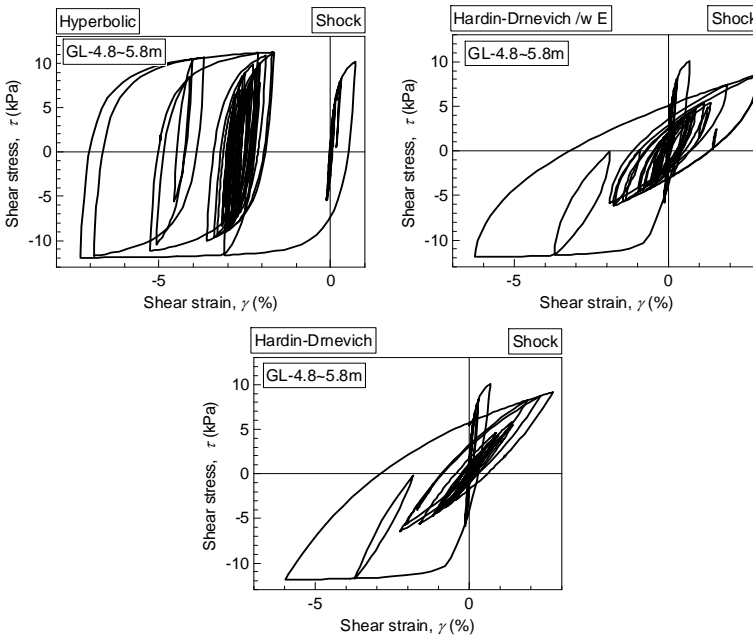 Hyperbolic Shock
GL-4.8~5.8m
10
5
0
-5
-10
Shear stress, τ (kPa)
-5 0
Shear strain, γ (%)
Hardin-Drnevich /w E Shock
GL-4.8~5.8m
10
5
0
-5
-10
Shear stress, τ (kPa)
-5 0
Shear strain, γ (%)
Hardin-Drnevich Shock
GL-4.8~5.8m
10
5
0
-5
-10
Shear stress, τ (kPa)
-5 0
Shear strain, γ (%)